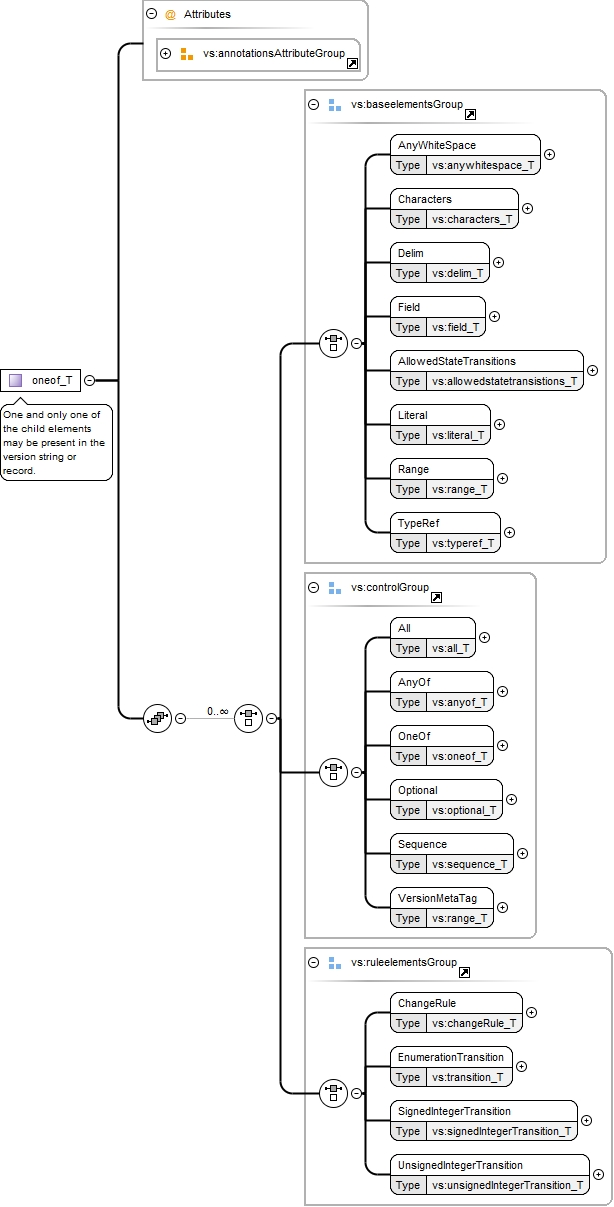 @ Attributes
vs:annotationsAttributeGroup
vs:baseelementsGroup
AnyWhiteSpace
Type vs:anywhitespace_T
Characters
Type vs:characters_T
Delim
Type vs:delim_T
Field
Type vs:field_T
AllowedStateTransitions
Type vs:allowedstatetransistions_T
Literal
Type vs:literal_T
Range
Type vs:range_T
TypeRef
Type vs:typeref_T
oneof_T
One and only one of
the child elements
may be present in the
version string or
record.
vs:controlGroup
All
Type vs:all_T
AnyOf
Type vs:anyof_T
0..∞
OneOf
Type vs:oneof_T
Optional
Type vs:optional_T
Sequence
Type vs:sequence_T
VersionMetaTag
Type vs:range_T
vs:ruleelementsGroup
ChangeRule
Type vs:changeRule_T
EnumerationTransition
Type vs:transition_T
SignedIntegerTransition
Type vs:signedIntegerTransition_T
UnsignedIntegerTransition
Type vs:unsignedIntegerTransition_T